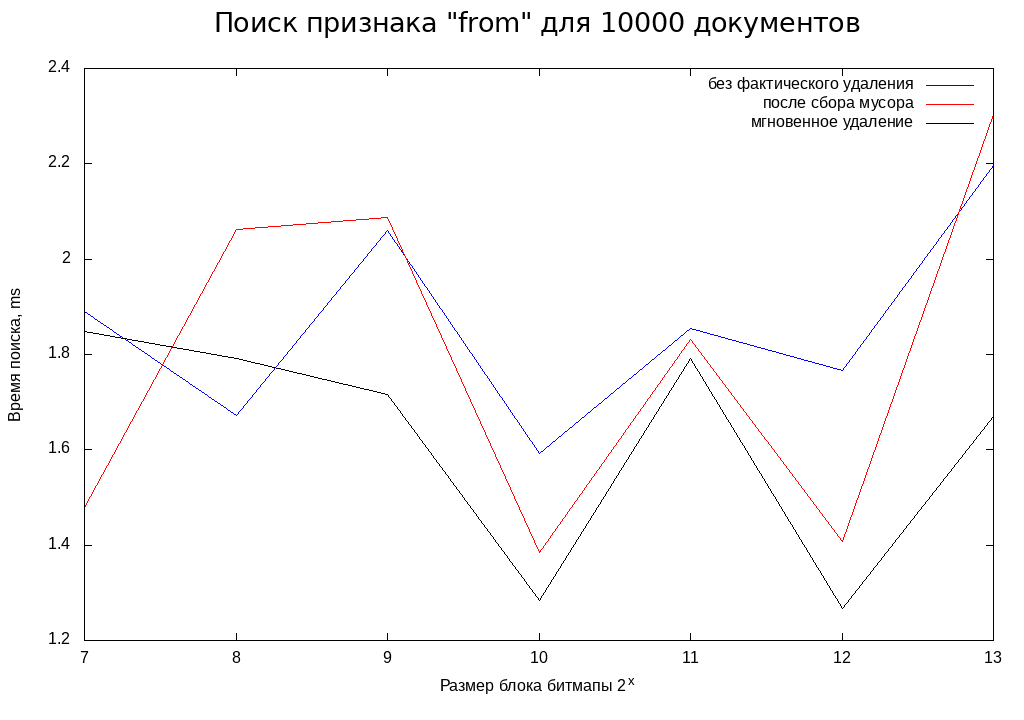 Поиск признака "from" для 10000 документов
без фактического удаления
после сбора мусора
мгновенное удаление
Время поиска, ms
2.4
2.2
2
1.8
1.6
1.4
1.2
7 8 9 10 11 12 13
Размер блока битмапы 2^x